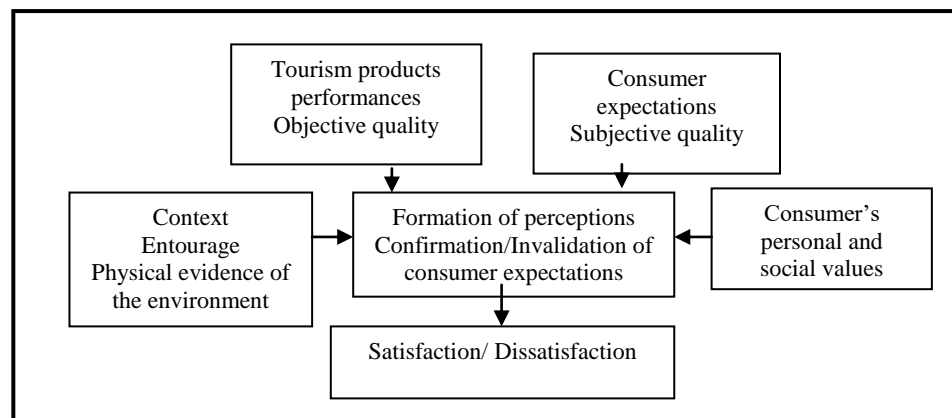 Tourism products
performances
Objective quality
Consumer
expectations
Subjective quality
Context
Entourage
Physical evidence of
the environment
Formation of perceptions
Confirmation/Invalidation of
consumer expectations
Consumer's
personal and
social values
Satisfaction/ Dissatisfaction